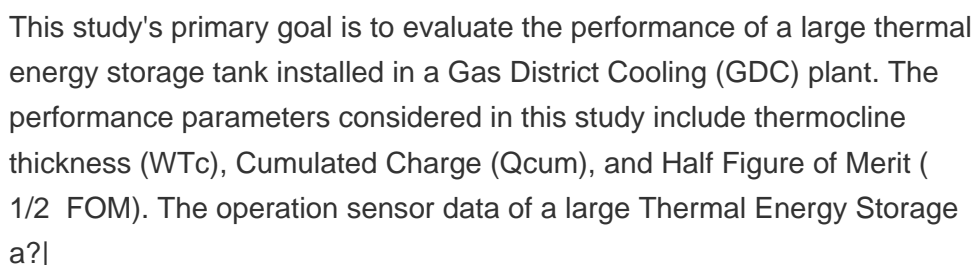 This study's primary goal is to evaluate the performance of a large thermal
energy storage tank installed in a Gas District Cooling (GDC) plant. The
performance parameters considered in this study include thermocline
thickness (WTc), Cumulated Charge (Qcum), and Half Figure of Merit (
1/2  FOM). The operation sensor data of a large Thermal Energy Storage
a?|